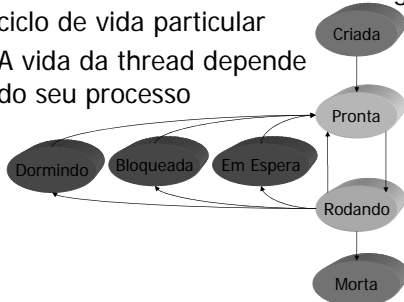 ciclo de vida particular
A vida da thread depende
do seu processo
Criada
Pronta
Dormindo
Bloqueada
Em Espera
Rodando
Morta